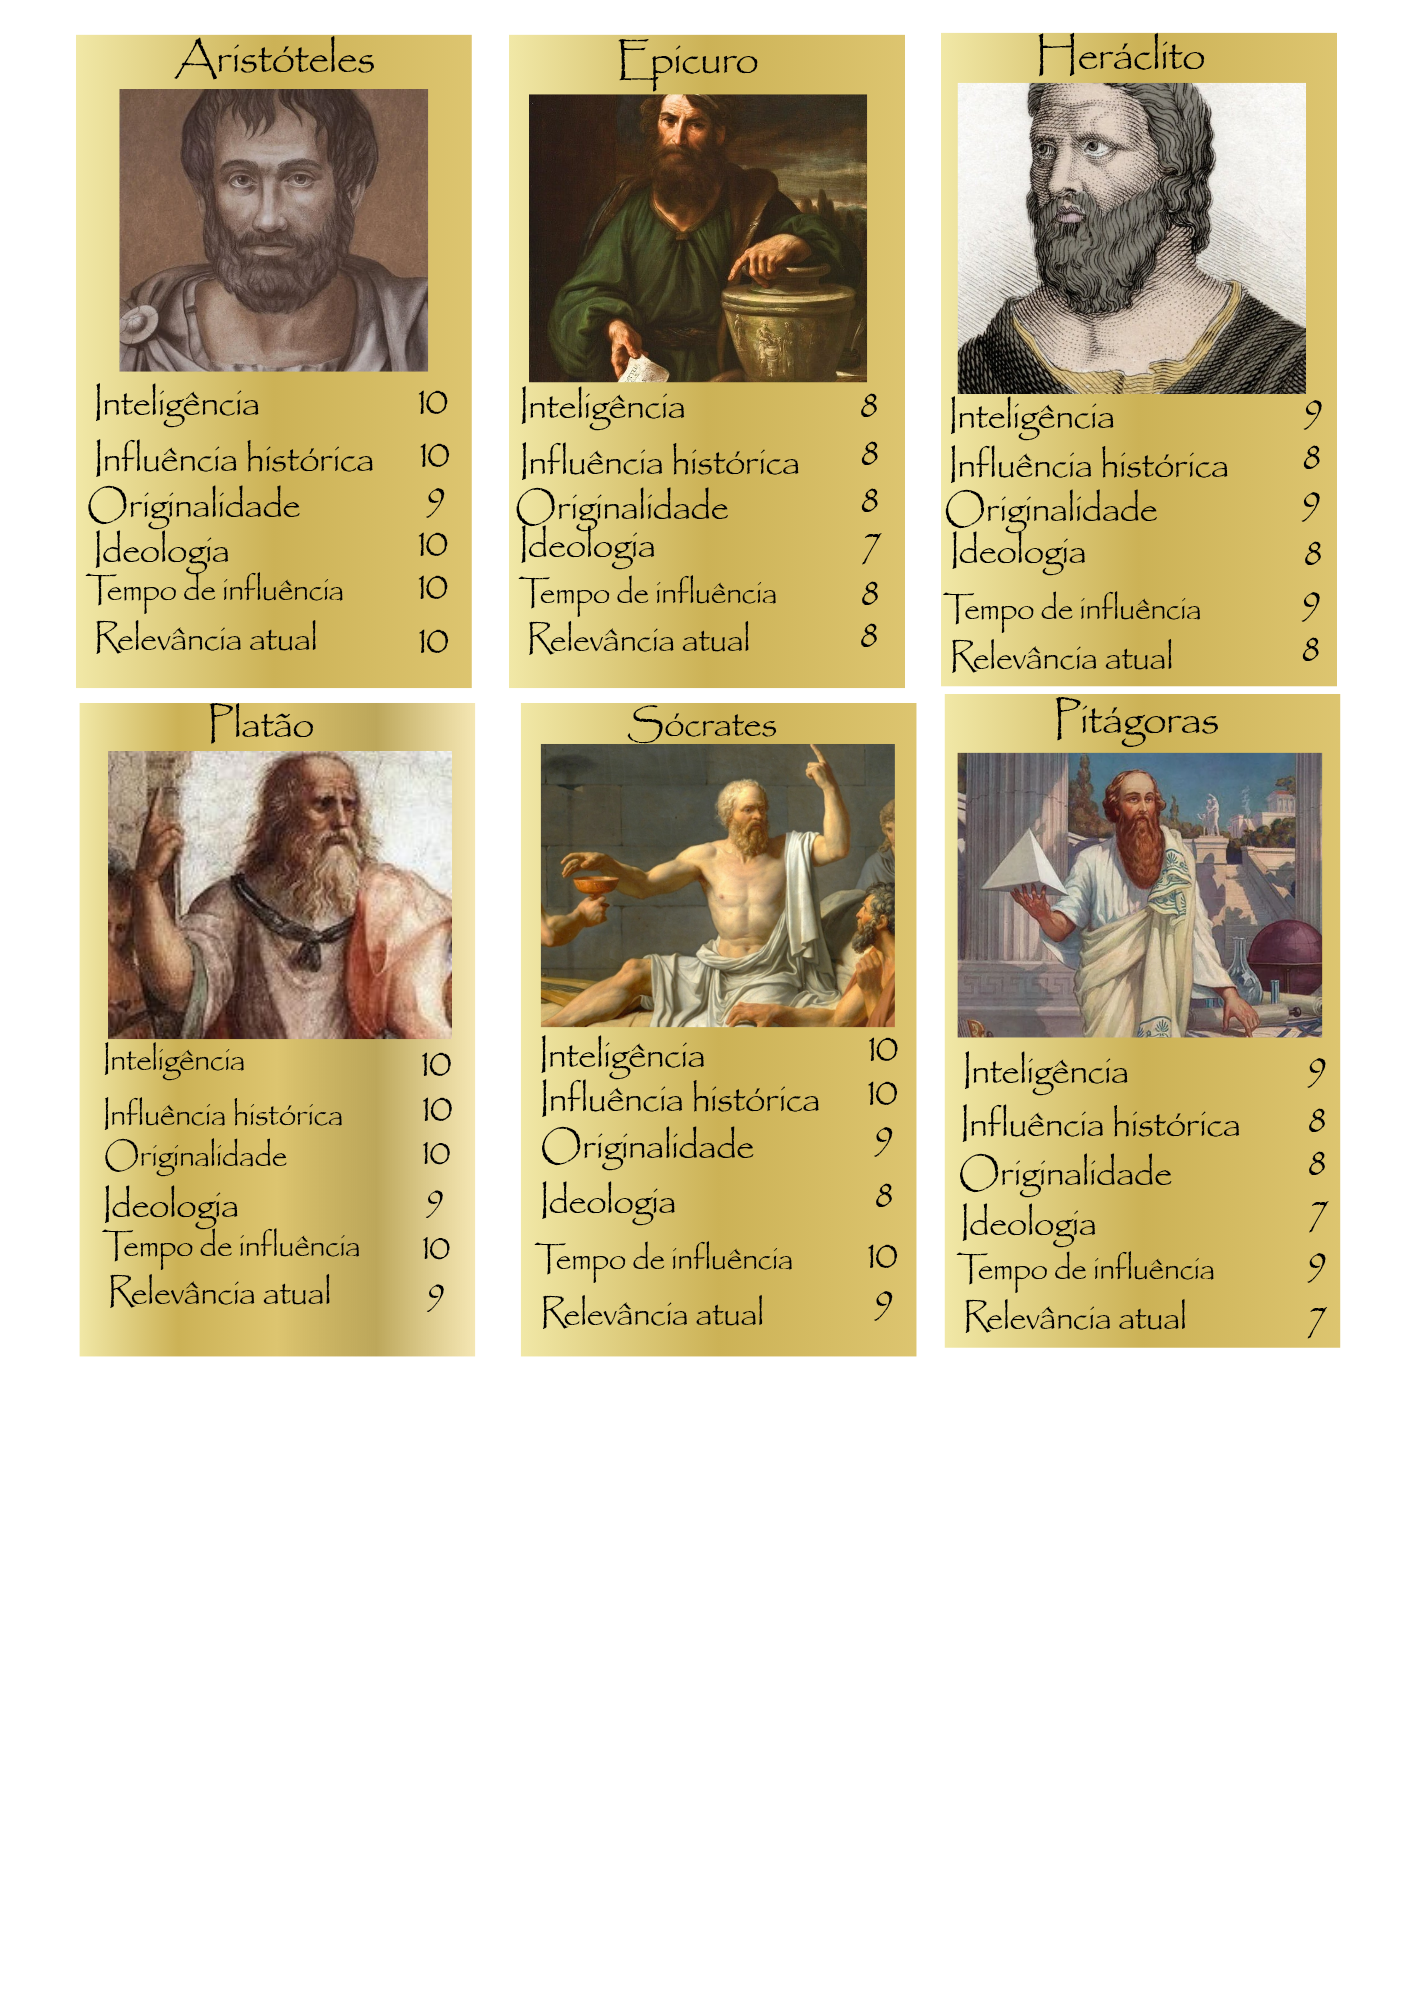 Aristóteles
Inteligência 10
Influência histórica 10
Originalidade 9
Ideologia 10
Tempo de influência 10
Relevância atual 10
Epicuro
Inteligência 8
Influência histórica 8
Originalidade 8
Ideologia 7
Tempo de influência 8
Relevância atual 8
Heráclito
Inteligência 9
Influência histórica 8
Originalidade 9
Ideologia 8
Tempo de influência 9
Relevância atual 8
Platão
Inteligência 10
Influência histórica 10
Originalidade 10
Ideologia 9
Tempo de influência 10
Relevância atual 9
Sócrates
Inteligência 10
Influência histórica 10
Originalidade 9
Ideologia 8
Tempo de influência 10
Relevância atual 9
Pitágoras
Inteligência 9
Influência histórica 8
Originalidade 8
Ideologia 7
Tempo de influência 9
Relevância atual 7